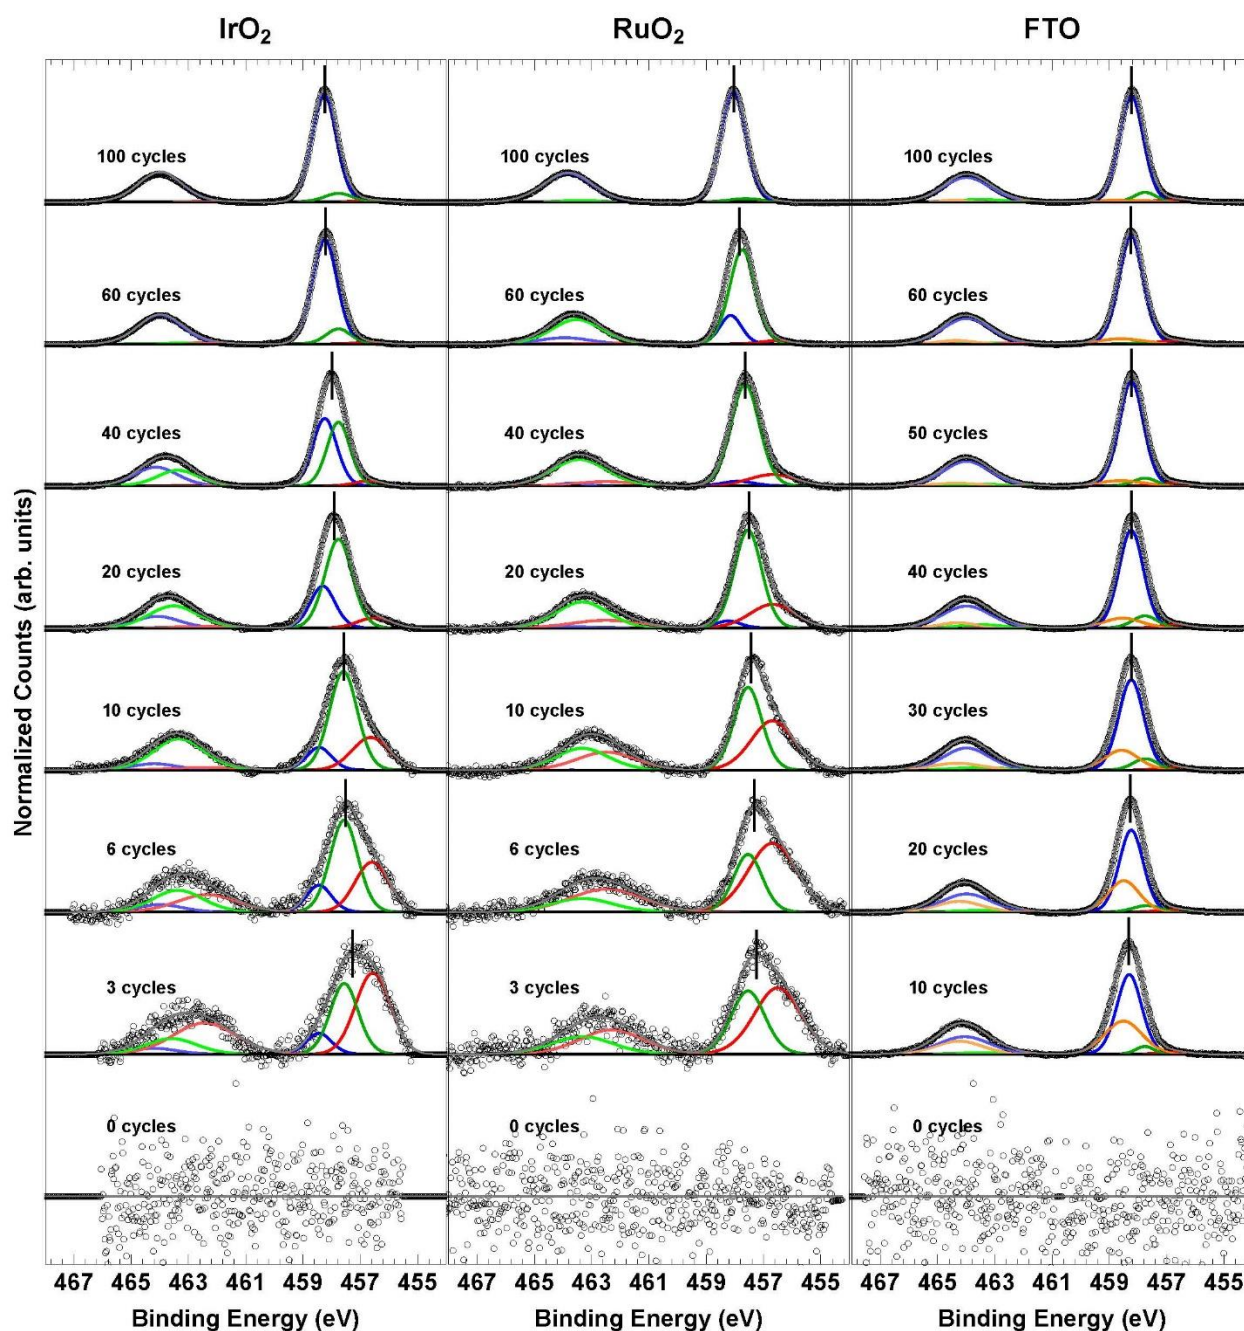 IrO₂ RuO₂ FTO
100 cycles 100 cycles 100 cycles
60 cycles 60 cycles 60 cycles
40 cycles 40 cycles 50 cycles
20 cycles 20 cycles 40 cycles
10 cycles 10 cycles 30 cycles
6 cycles 6 cycles 20 cycles
3 cycles 3 cycles 10 cycles
0 cycles 0 cycles 0 cycles
Normalized Counts (arb. units)
467 465 463 461 459 457 455 467 465 463 461 459 457 455 467 465 463 461 459 457 455
Binding Energy (eV) Binding Energy (eV) Binding Energy (eV)